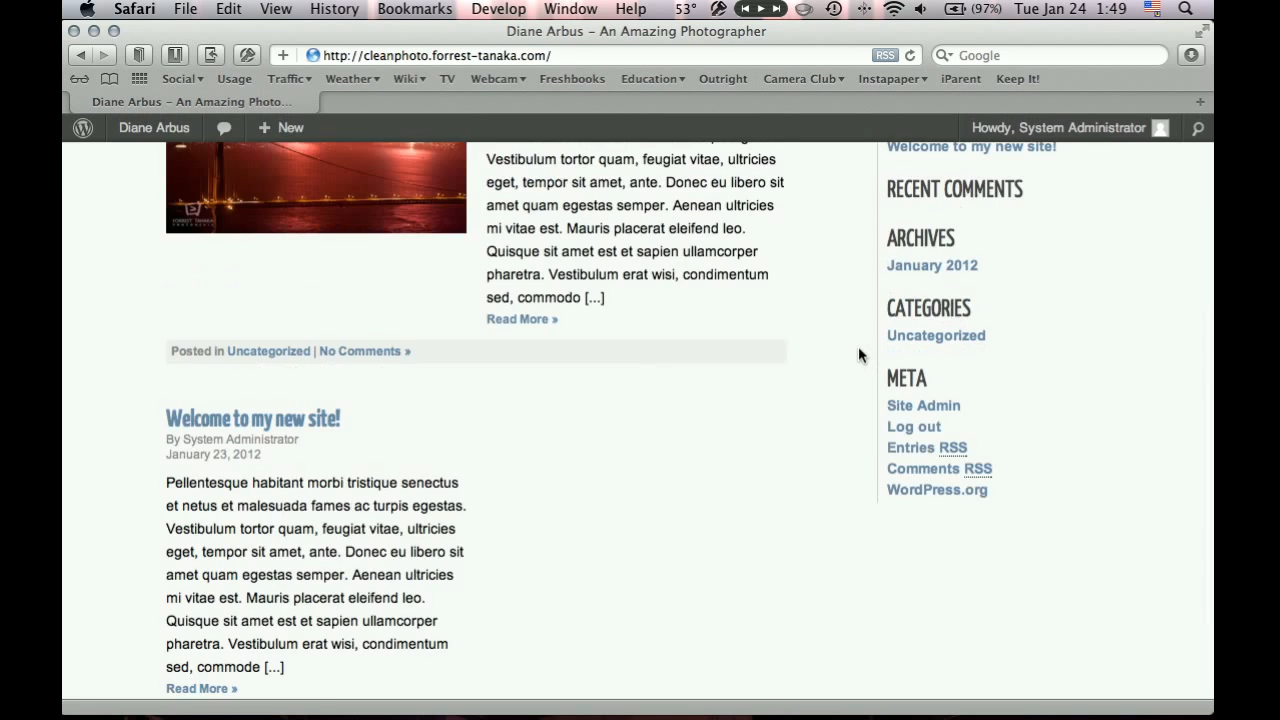 Safari File Edit View History Bookmarks Develop Window Help 53° (97%) Tue Jan 24 1:49
Diane Arbus – An Amazing Photographer
http://cleanphoto.forrest-tanaka.com/ RSS Google
Social Usage Traffic Weather Wiki TV Webcam Freshbooks Education Outright Camera Club Instapaper iParent Keep It!
Diane Arbus – An Amazing Photo...
Diane Arbus New Howdy, System Administrator
FORREST TANAKA
Vestibulum tortor quam, feugiat vitae, ultricies
eget, tempor sit amet, ante. Donec eu libero sit
amet quam egestas semper. Aenean ultricies
mi vitae est. Mauris placerat eleifend leo.
Quisque sit amet est et sapien ullamcorper
pharetra. Vestibulum erat wisi, condimentum
sed, commodo [...]
Read More »
Posted in Uncategorized | No Comments »
Welcome to my new site!
By System Administrator
January 23, 2012
Pellentesque habitant morbi tristique senectus
et netus et malesuada fames ac turpis egestas.
Vestibulum tortor quam, feugiat vitae, ultricies
eget, tempor sit amet, ante. Donec eu libero sit
amet quam egestas semper. Aenean ultricies
mi vitae est. Mauris placerat eleifend leo.
Quisque sit amet est et sapien ullamcorper
pharetra. Vestibulum erat wisi, condimentum
sed, commode [...]
Read More »
Welcome to my new site!
RECENT COMMENTS
ARCHIVES
January 2012
CATEGORIES
Uncategorized
META
Site Admin
Log out
Entries RSS
Comments RSS
WordPress.org